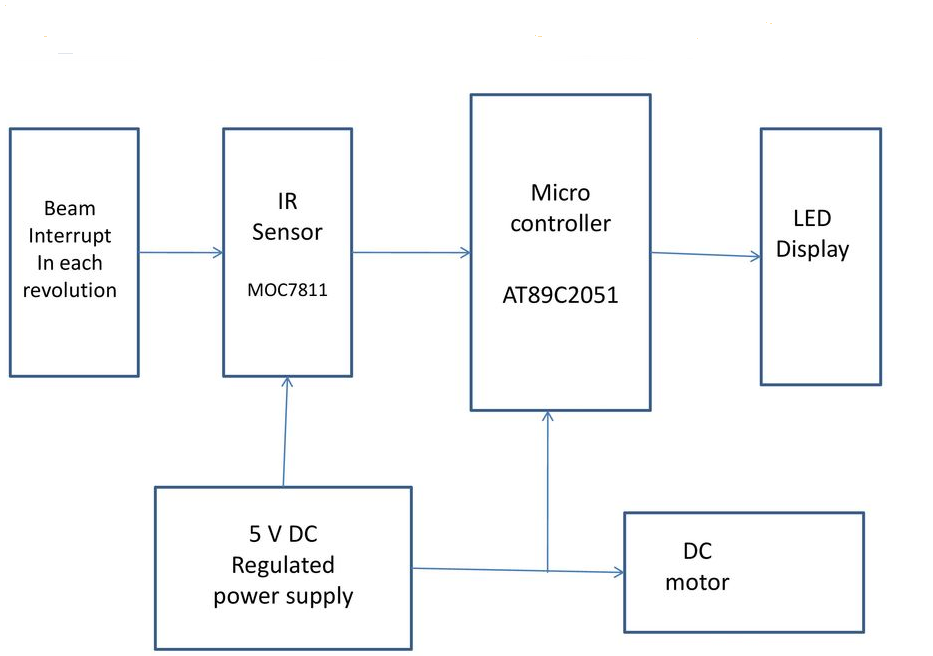 Beam
Interrupt
In each
revolution
IR
Sensor
MOC7811
Micro
controller
AT89C2051
LED
Display
5 V DC
Regulated
power supply
DC
motor